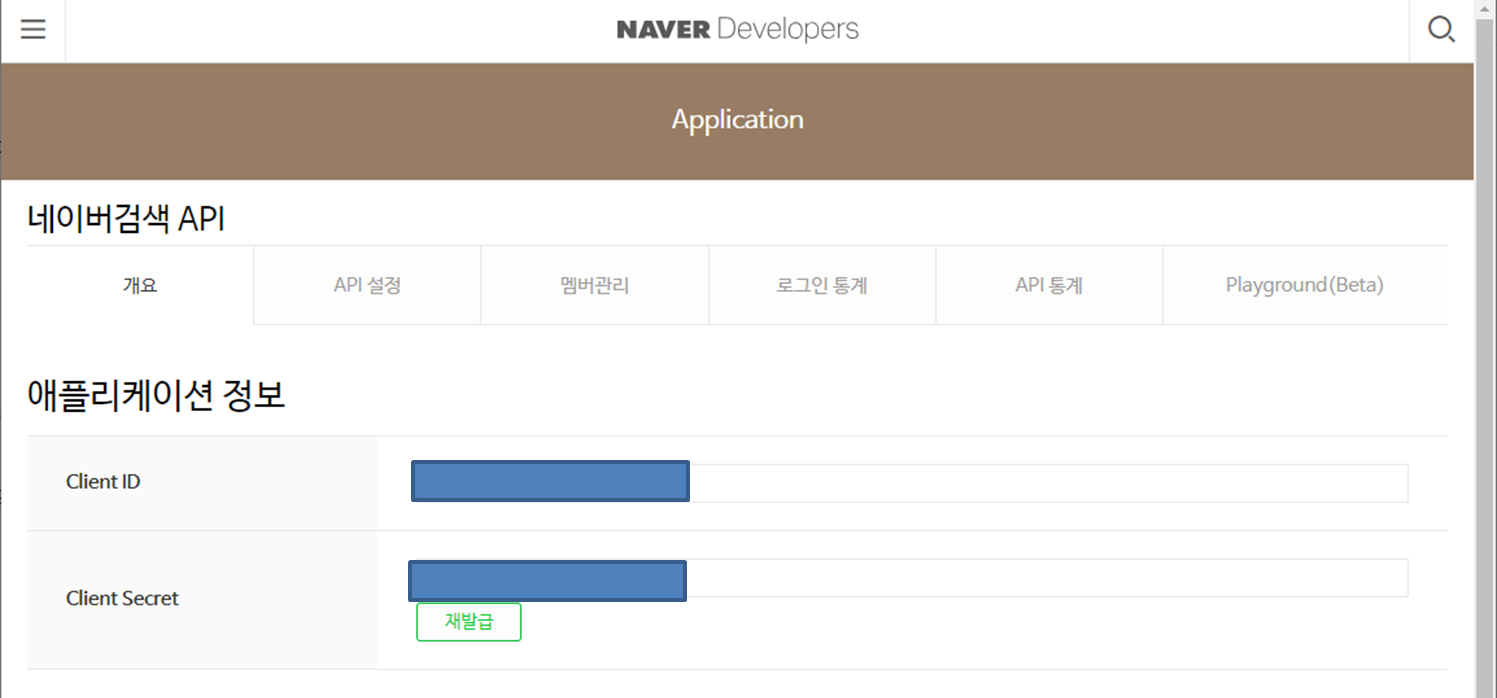 NAVER Developers
Application
네이버검색 API
개요
API 설정
멤버관리
로그인 통계
API 통계
Playground(Beta)
애플리케이션 정보
Client ID
Client Secret
재발급